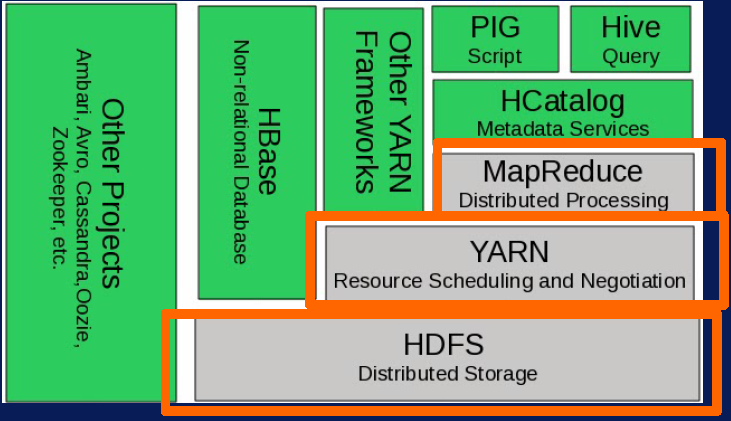 Other Projects
Ambari, Avro, Cassandra,Oozie,
Zookeeper, etc.
HBase
Non-relational Database
Other YARN
Frameworks
PIG
Script
Hive
Query
HCatalog
Metadata Services
MapReduce
Distributed Processing
YARN
Resource Scheduling and Negotiation
HDFS
Distributed Storage